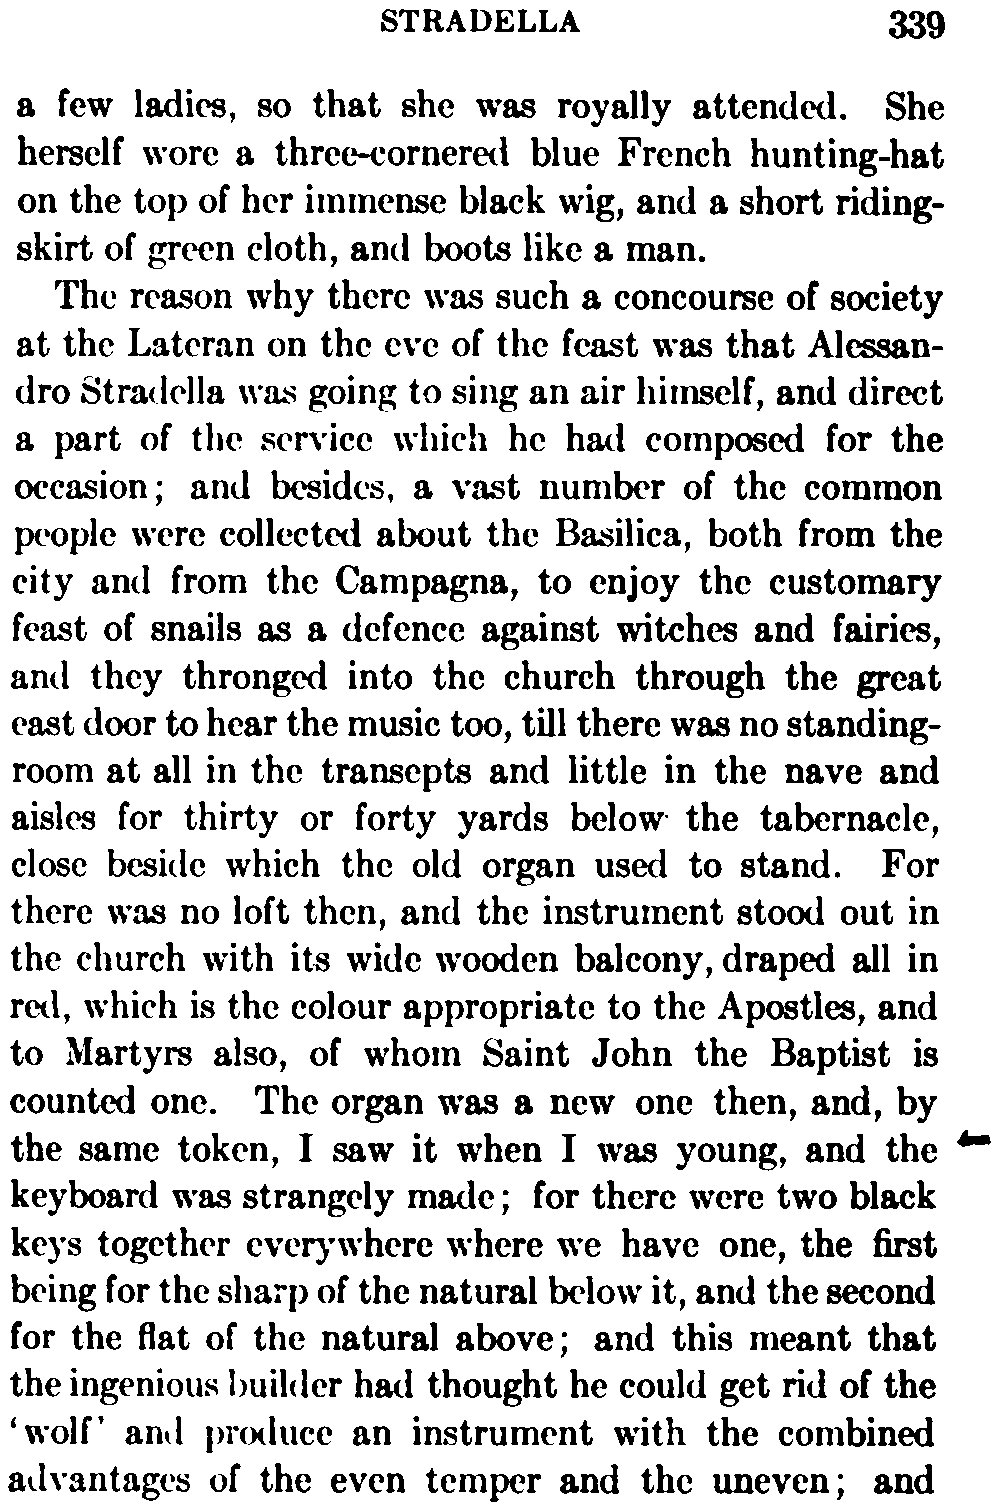 STRADELLA 339
a few ladies, so that she was royally attended. She
herself wore a three-cornered blue French hunting-hat
on the top of her immense black wig, and a short riding-
skirt of green cloth, and boots like a man.
The reason why there was such a concourse of society
at the Lateran on the eve of the feast was that Alessan-
dro Stradella was going to sing an air himself, and direct
a part of the service which he had composed for the
occasion; and besides, a vast number of the common
people were collected about the Basilica, both from the
city and from the Campagna, to enjoy the customary
feast of snails as a defence against witches and fairies,
and they thronged into the church through the great
east door to hear the music too, till there was no standing-
room at all in the transepts and little in the nave and
aisles for thirty or forty yards below the tabernacle,
close beside which the old organ used to stand. For
there was no loft then, and the instrument stood out in
the church with its wide wooden balcony, draped all in
red, which is the colour appropriate to the Apostles, and
to Martyrs also, of whom Saint John the Baptist is
counted one. The organ was a new one then, and, by
the same token, I saw it when I was young, and the
keyboard was strangely made; for there were two black
keys together everywhere where we have one, the first
being for the sharp of the natural below it, and the second
for the flat of the natural above; and this meant that
the ingenious builder had thought he could get rid of the
'wolf' and produce an instrument with the combined
advantages of the even temper and the uneven; and